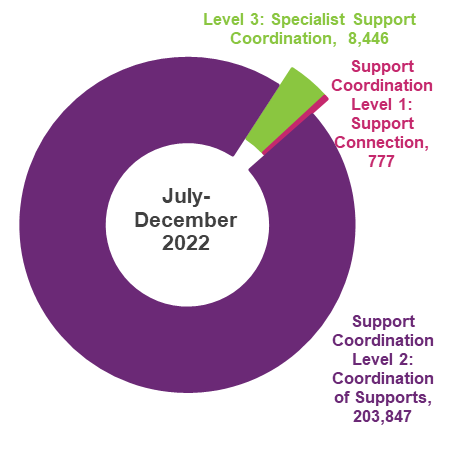 Level 3: Specialist Support
Coordination, 8,446
Support
Coordination
Level 1:
Support
Connection,
777
July-
December
2022
Support
Coordination
Level 2:
Coordination
of Supports,
203,847